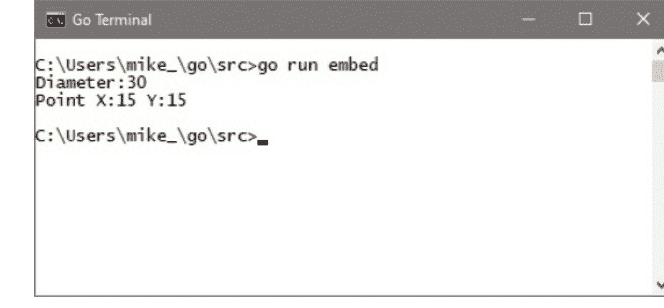 Go Terminal
C:\Users\mike_\go\src>go run embed
Diameter:30
Point X:15 Y:15
C:\Users\mike_\go\src>